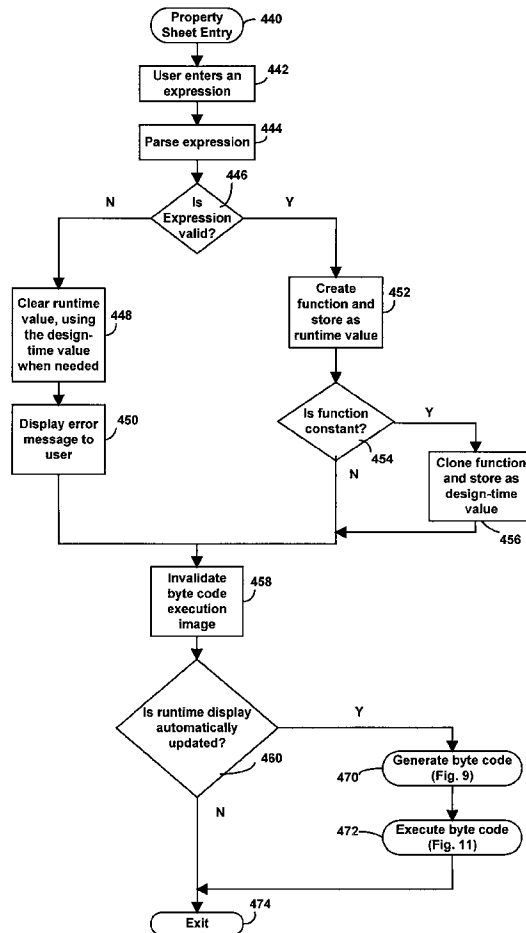 Property
Sheet Entry
440
User enters an
expression
442
Parse expression
444
Is
Expression
valid?
446
N
Y
Clear runtime
value, using
the design-
time value
when needed
448
Create
function and
store as
runtime value
452
Display error
message to
user
450
Is function
constant?
454
Y
N
Clone function
and store as
design-time
value
456
Invalidate
byte code
execution
image
458
Is runtime display
automatically
updated?
460
Y
N
Generate byte code
(Fig. 9)
470
Execute byte code
(Fig. 11)
472
Exit
474